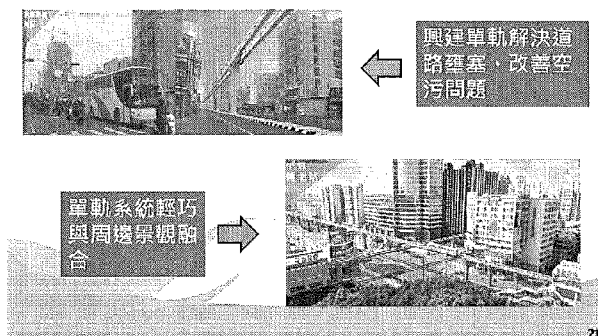 興建單軌解決道
路壅塞、改善空
污問題
單軌系統輕巧
與周邊景觀融
合
21